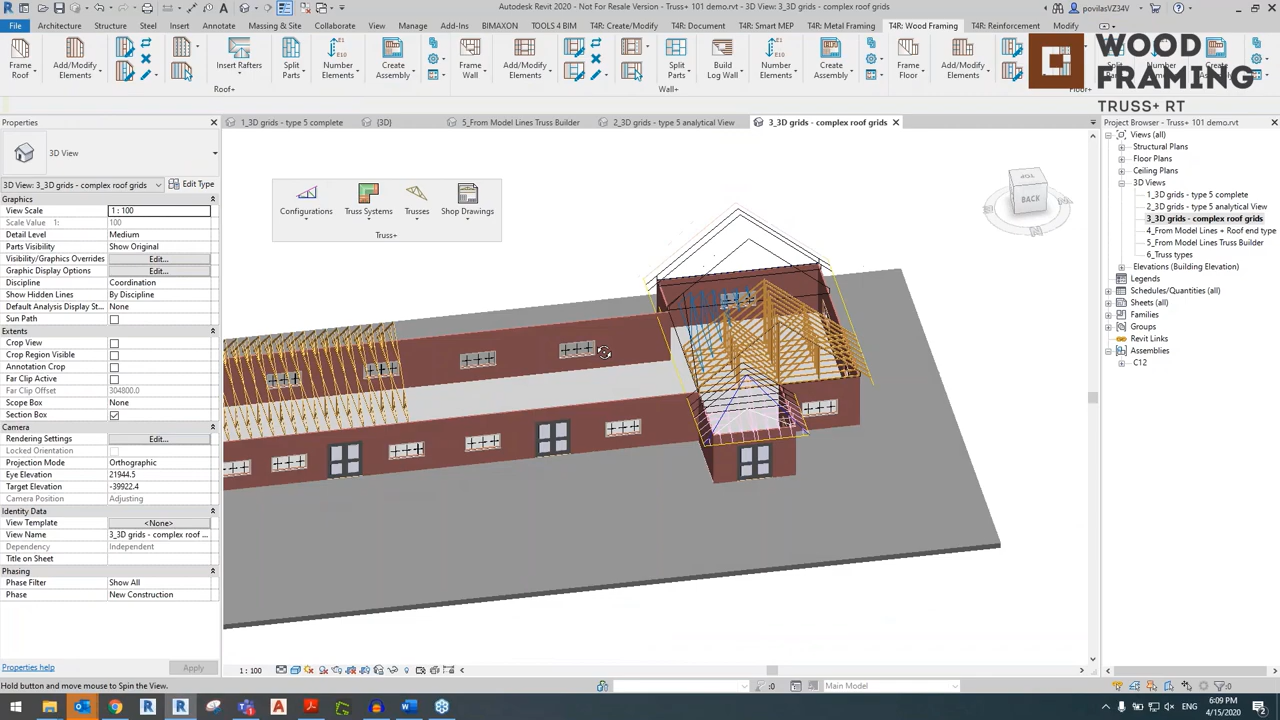 Autodesk Revit 2020 - Not For Resale Version - Truss+ 101 demo.rvt - 3D View: 3_3D grids - complex roof grids
povilasVZ34V
Architecture Structure Steel Insert Annotate Massing & Site Collaborate View Manage Add-Ins BIMAXON TOOLS 4 BIM T4R: Create/Modify T4R: Document T4R: Smart MEP T4R: Metal Framing T4R: Wood Framing T4R: Reinforcement Modify
Frame Roof
Add/Modify Elements
Insert Rafters
Split Parts
Number Elements
Create Assembly
Frame Wall
Add/Modify Elements
Split Parts
Build Log Wall
Number Elements
Create Assembly
Frame Floor
Add/Modify Elements
Roof+
Wall+
Floor+
WOOD
FRAMING
TRUSS+ RT
Properties
1_3D grids - type 5 complete
{3D}
5_From Model Lines Truss Builder
2_3D grids - type 5 analytical View
3_3D grids - complex roof grids
Project Browser - Truss+ 101 demo.rvt
3D View
3D View: 3_3D grids - complex roof
Edit Type
Graphics
View Scale 1 : 100
Scale Value 1: 100
Detail Level Medium
Parts Visibility Show Original
Visibility/Graphics Overrides Edit...
Graphic Display Options Edit...
Discipline Coordination
Show Hidden Lines By Discipline
Default Analysis Display St... None
Sun Path
Extents
Crop View
Crop Region Visible
Annotation Crop
Far Clip Active
Far Clip Offset 304800.0
Scope Box None
Section Box
Camera
Rendering Settings Edit...
Locked Orientation
Projection Mode Orthographic
Eye Elevation 21944.5
Target Elevation -39922.4
Camera Position Adjusting
Identity Data
View Template <None>
View Name 3_3D grids - complex roof ...
Dependency Independent
Title on Sheet
Phasing
Phase Filter Show All
Phase New Construction
Properties help
Apply
Configurations
Truss Systems
Trusses
Shop Drawings
Truss+
TOP
BACK
Views (all)
Structural Plans
Floor Plans
Ceiling Plans
3D Views
1_3D grids - type 5 complete
2_3D grids - type 5 analytical View
3_3D grids - complex roof grids
4_From Model Lines + Roof end type
5_From Model Lines Truss Builder
6_Truss types
Elevations (Building Elevation)
Legends
Schedules/Quantities (all)
Sheets (all)
Families
Groups
Revit Links
Assemblies
C12
1 : 100
Hold button and move mouse to Spin the View.
:0
Main Model
:0
ENG
6:09 PM
4/15/2020